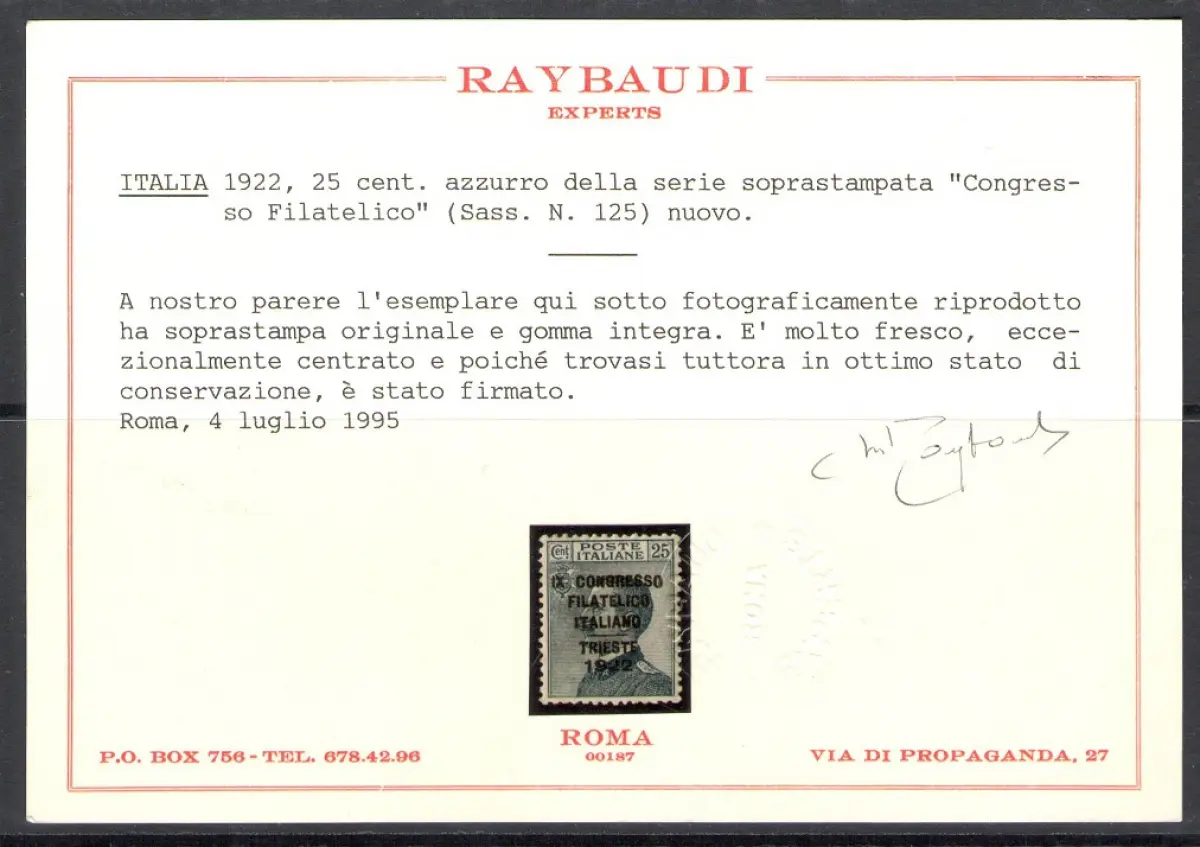 RAYBAUDI
EXPERTS
ITALIA 1922, 25 cent. azzurro della serie soprastampata "Congres-
so Filatelico" (Sass. N. 125) nuovo.
A nostro parere l'esemplare qui sotto fotograficamente riprodotto
ha soprastampa originale e gomma integra. E' molto fresco, ecce-
zionalmente centrato e poiché trovasi tuttora in ottimo stato di
conservazione, è stato firmato.
Roma, 4 luglio 1995
Cent POSTE ITALIANE 25
IX CONGRESSO
FILATELICO
ITALIANO
TRIESTE
1922
ROMA
00187
P.O. BOX 756 - TEL. 678.42.96
VIA DI PROPAGANDA, 27